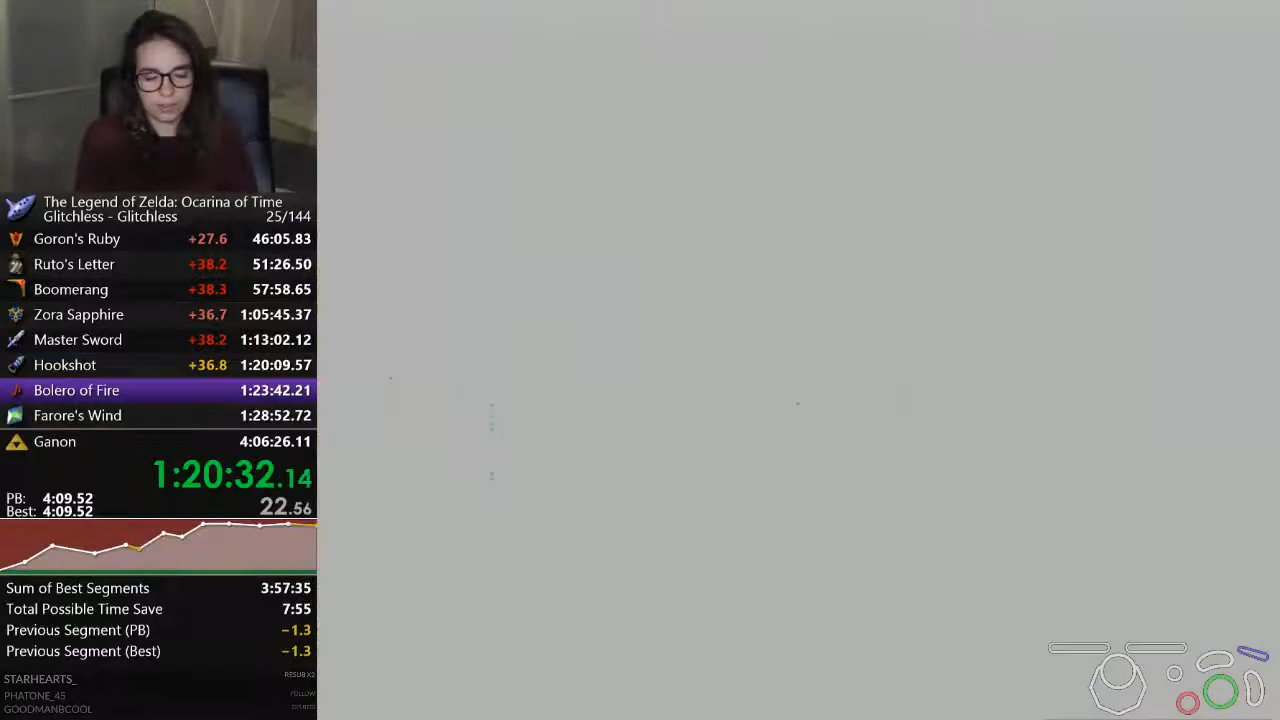 The Legend of Zelda: Ocarina of Time
Glitchless - Glitchless 25/144
Goron's Ruby +27.6 46:05.83
Ruto's Letter +38.2 51:26.50
Boomerang +38.3 57:58.65
Zora Sapphire +36.7 1:05:45.37
Master Sword +38.2 1:13:02.12
Hookshot +36.8 1:20:09.57
Bolero of Fire 1:23:42.21
Farore's Wind 1:28:52.72
Ganon 4:06:26.11
1:20:32.14
PB: 4:09.52
Best: 4:09.52
22.56
Sum of Best Segments 3:57:35
Total Possible Time Save 7:55
Previous Segment (PB) −1.3
Previous Segment (Best) −1.3
STARHEARTS_ RESUB X2
PHATONE_45 FOLLOW
GOODMANBCOOL